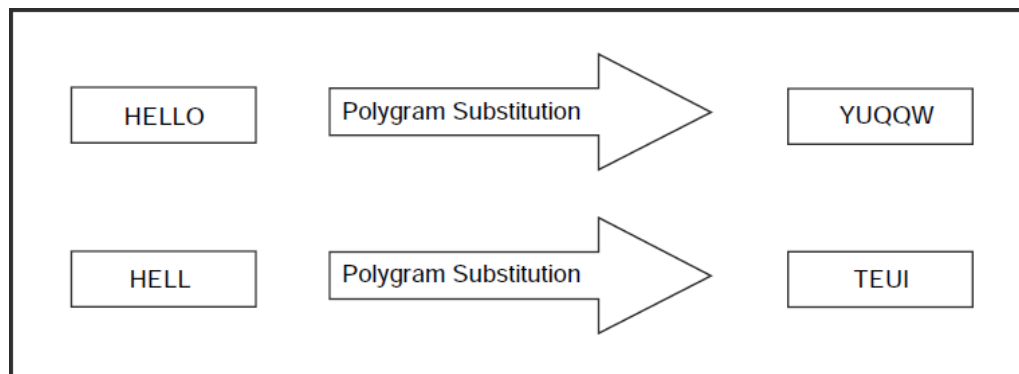 HELLO
Polygram Substitution
YUQQW
HELL
Polygram Substitution
TEUI